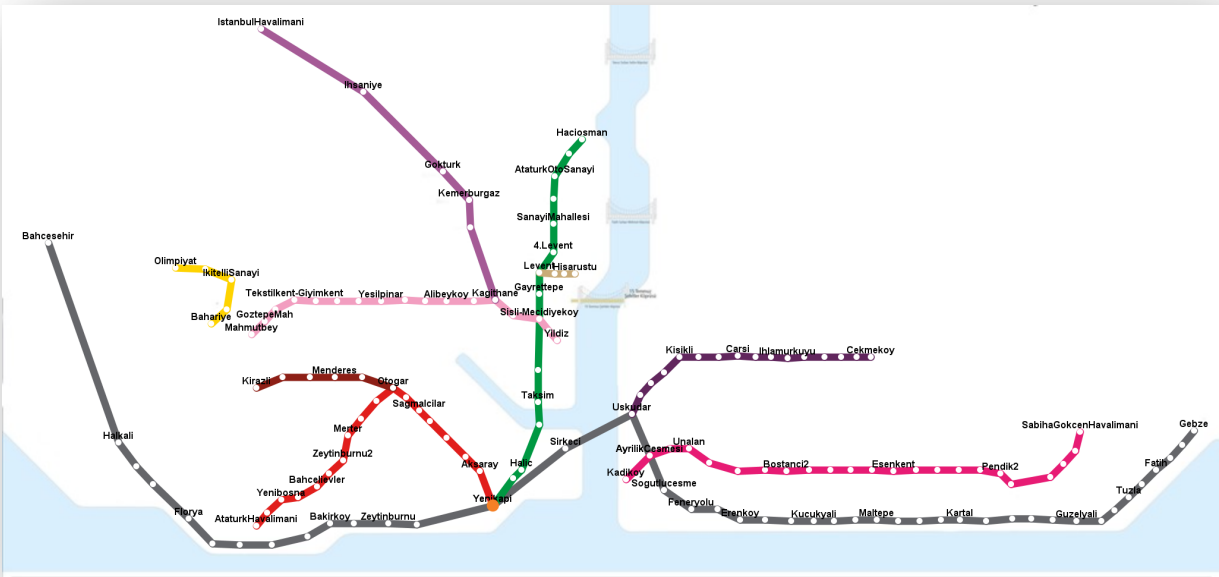 IstanbulHavalimani
Ihsaniye
Haciosman
Gokturk
AtaturkOtoSanayi
Kemerburgaz
SanayiMahallesi
Bahcesehir
4.Levent
Olimpiyat
IkitelliSanayi
Levent
Hisarustu
Gayrettepe
Tekstilkent-Giyimkent
Yesilpinar
Alibeykoy
Kagithane
Bahariye
GoztepeMah
Mahmutbey
Sisli-Mecidiyekoy
Yildiz
Kisikli
Carsi
Ihlamurkuyu
Cekmekoy
Kirazli
Menderes
Otogar
Sagmalcilar
Taksim
Uskudar
Merter
Halkali
Sirkeci
AyrilikCesmesi
Unalan
SabihaGokcenHavalimani
Gebze
Zeytinburnu2
Aksaray
Halic
Kadikoy
Bostanci2
Esenkent
Pendik2
Fatih
Bahcelievler
Sogutlucesme
Yenibosna
Yenikapi
Tuzla
Feneryolu
Florya
AtaturkHavalimani
Bakirkoy
Zeytinburnu
Erenkoy
Kucukyali
Maltepe
Kartal
Guzelyali